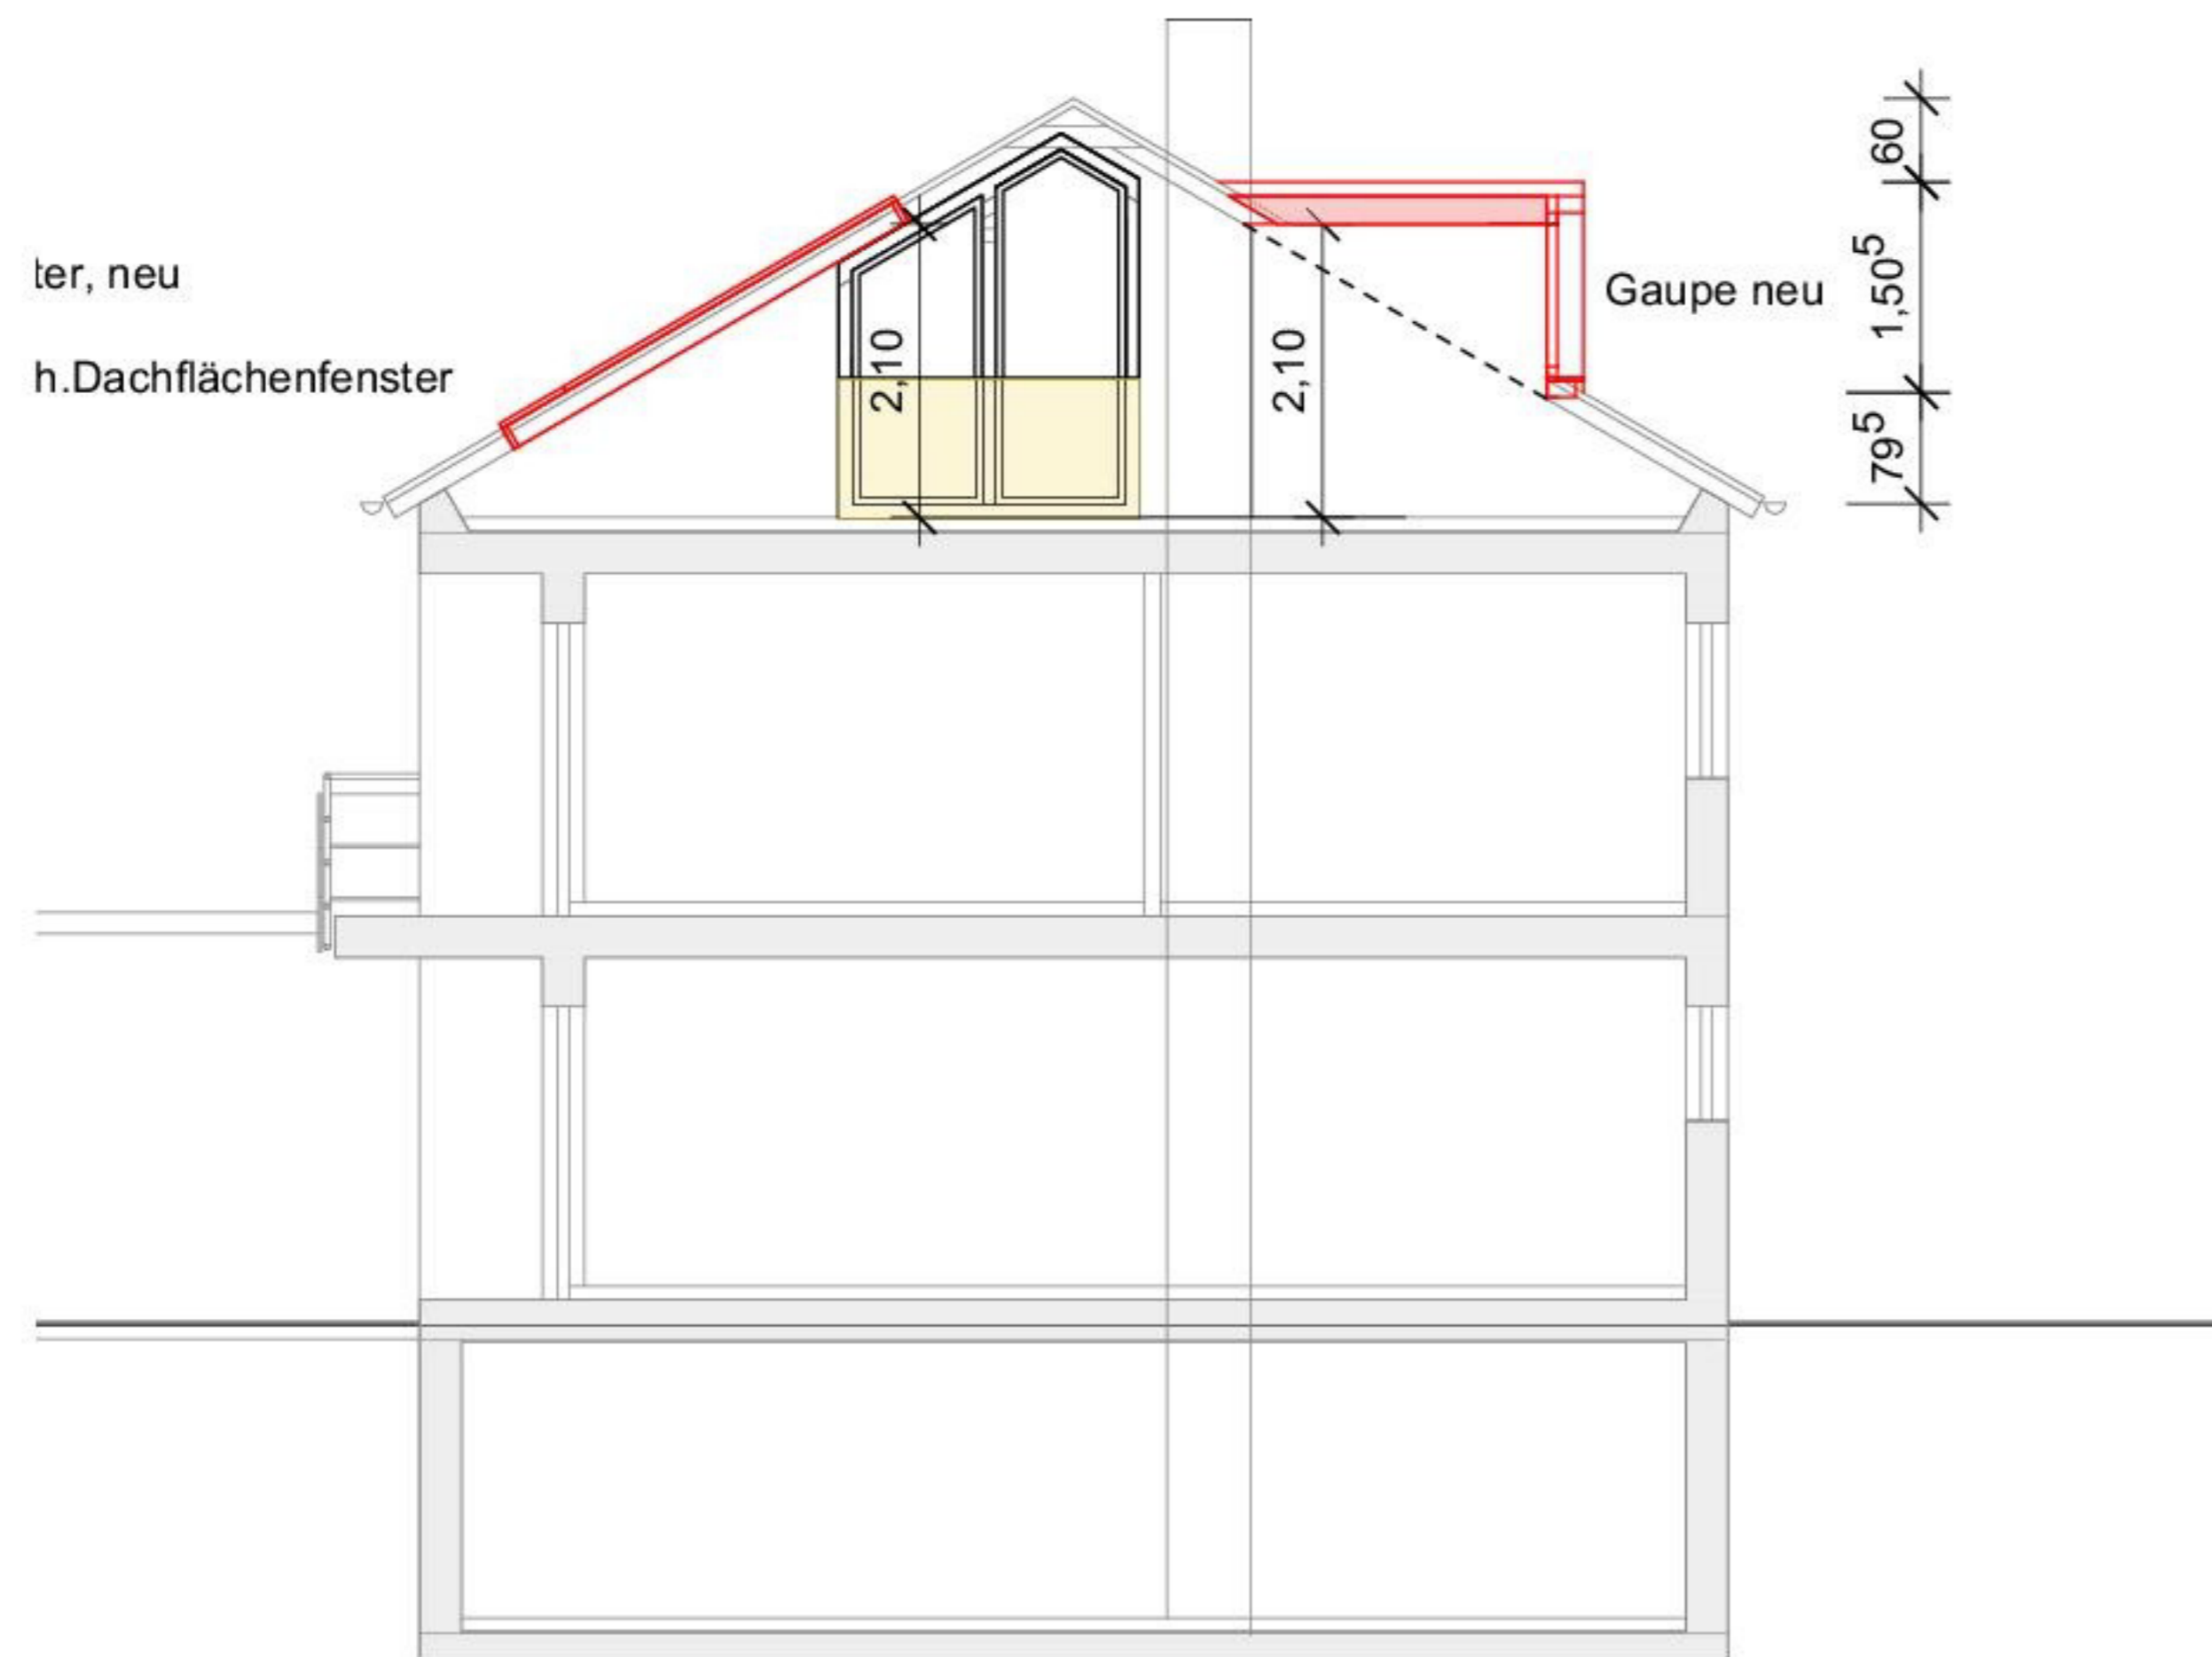 ter, neu
h.Dachflächenfenster
2,10
2,10
Gaupe neu
60
1,50⁵
79⁵